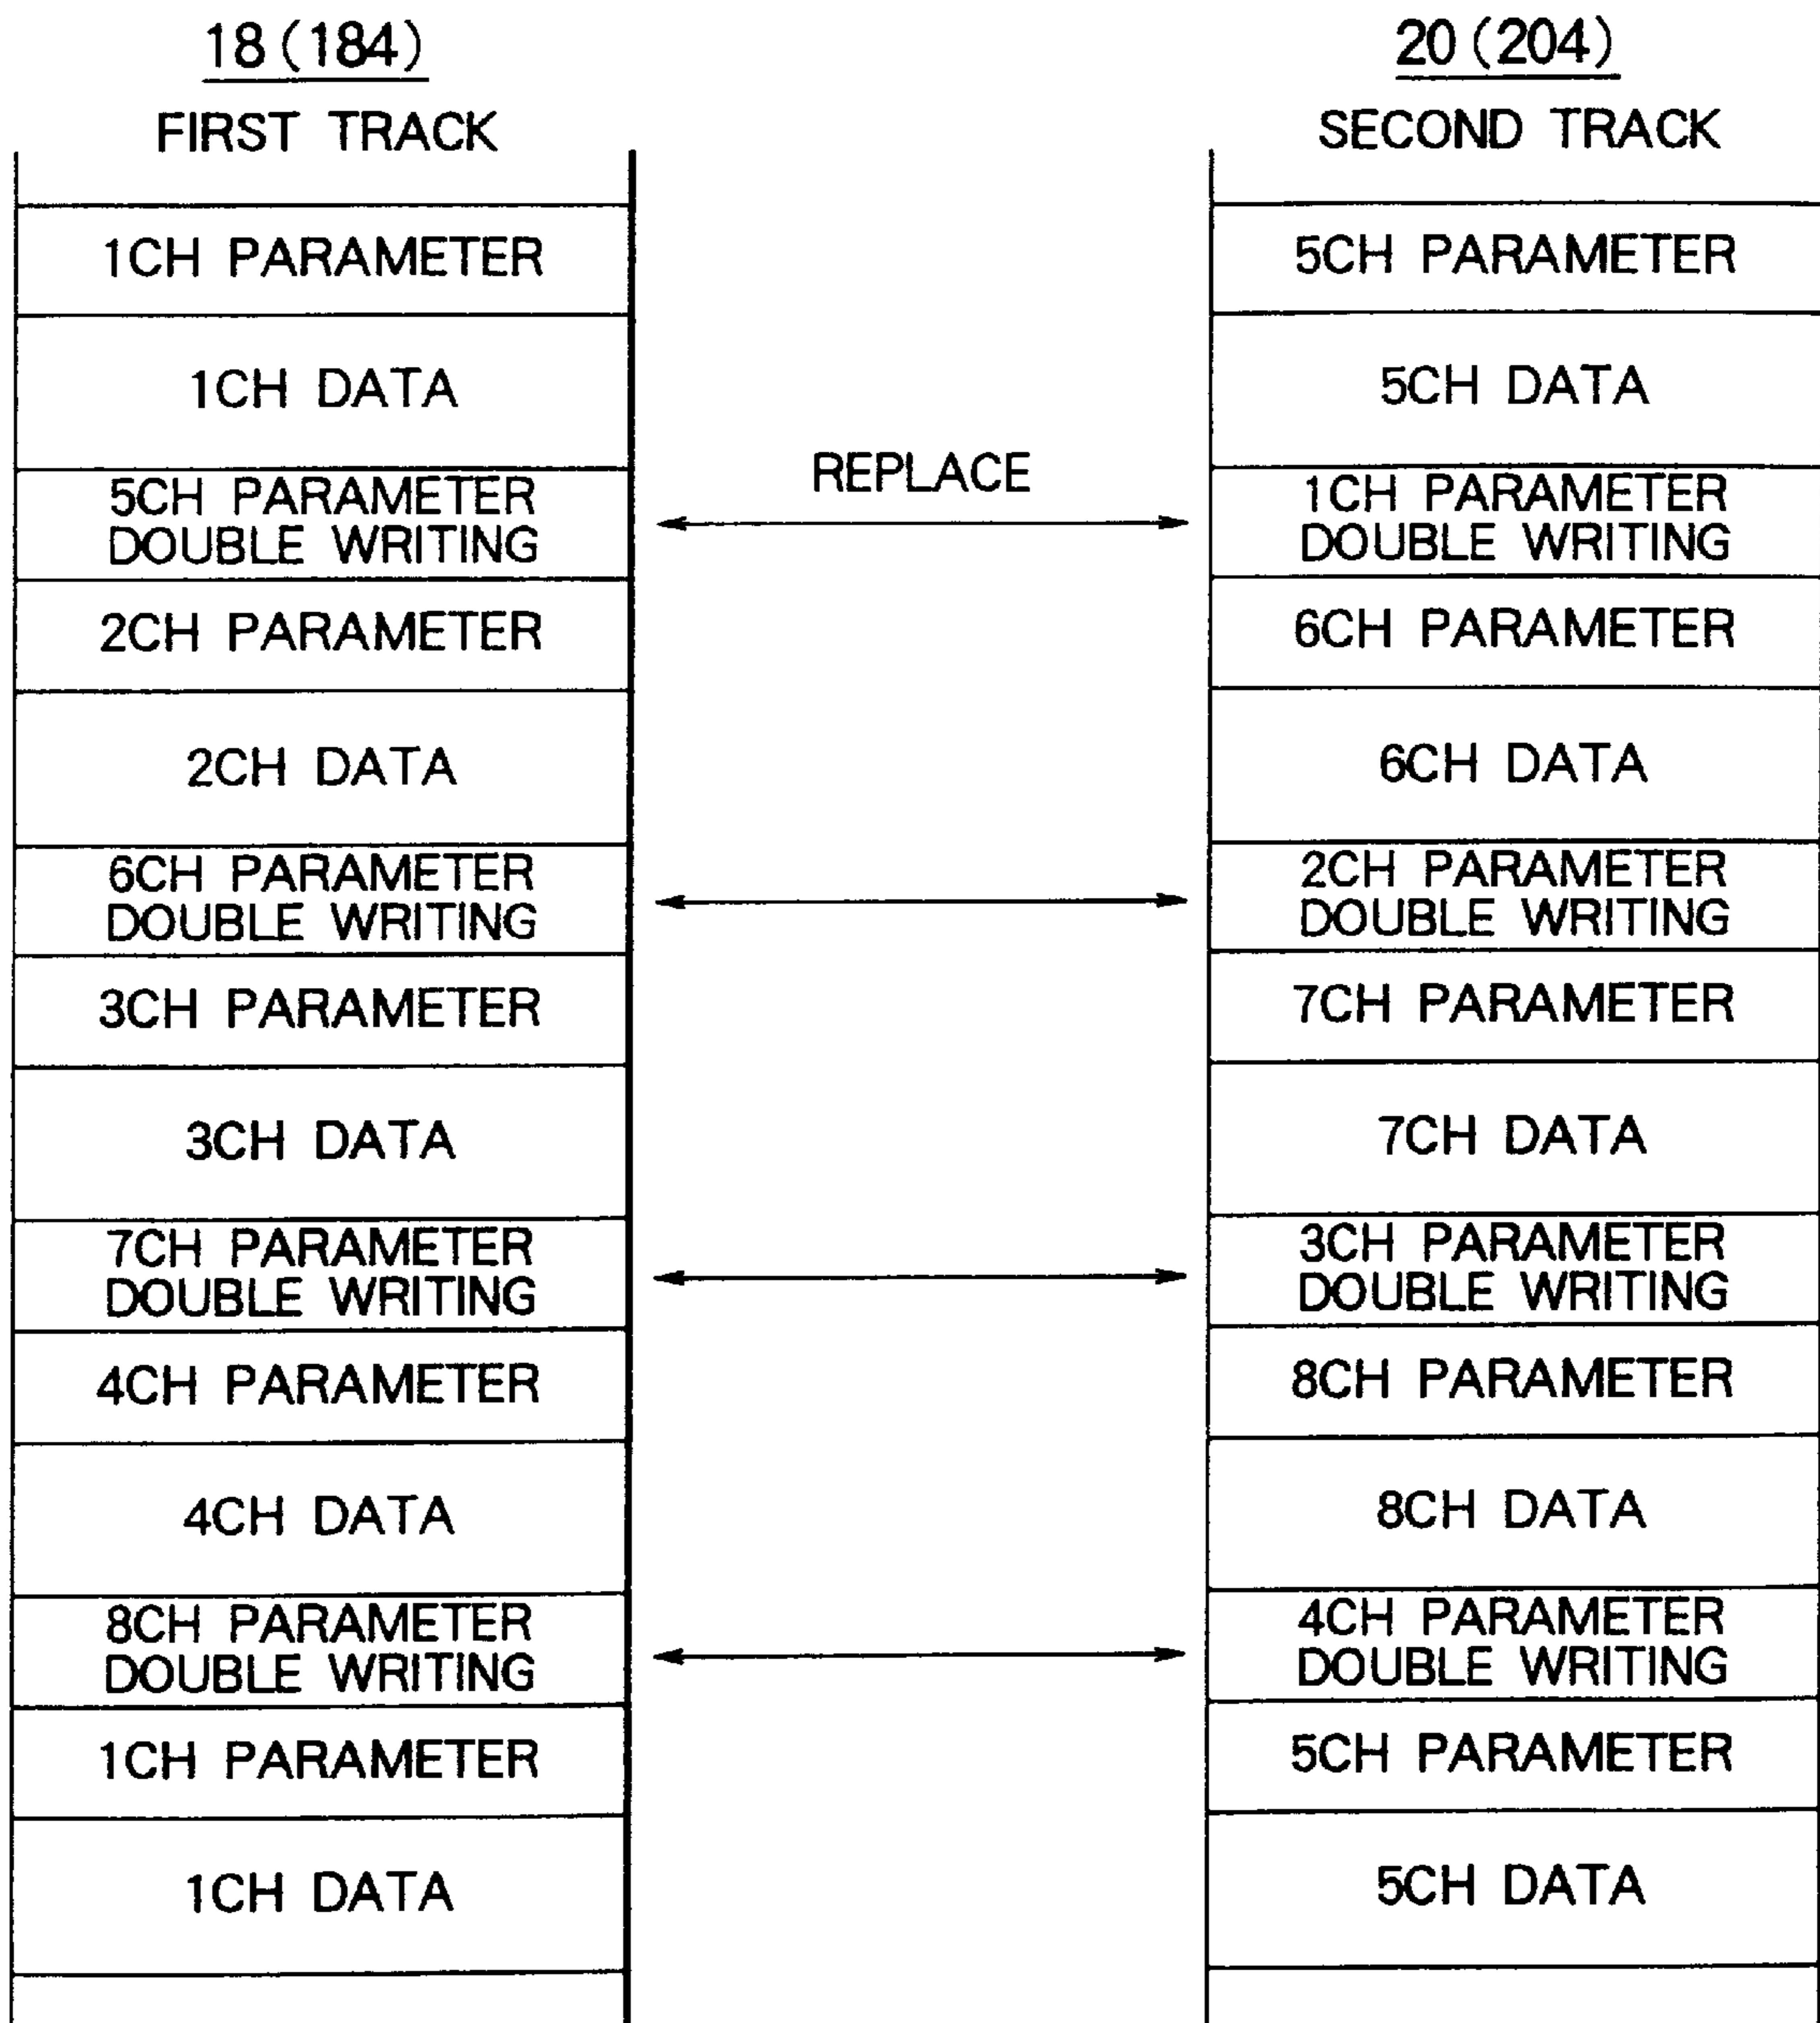 18(184)
FIRST TRACK
1CH PARAMETER
1CH DATA
5CH PARAMETER
DOUBLE WRITING
2CH PARAMETER
2CH DATA
6CH PARAMETER
DOUBLE WRITING
3CH PARAMETER
3CH DATA
7CH PARAMETER
DOUBLE WRITING
4CH PARAMETER
4CH DATA
8CH PARAMETER
DOUBLE WRITING
1CH PARAMETER
1CH DATA
REPLACE
20(204)
SECOND TRACK
5CH PARAMETER
5CH DATA
1CH PARAMETER
DOUBLE WRITING
6CH PARAMETER
6CH DATA
2CH PARAMETER
DOUBLE WRITING
7CH PARAMETER
7CH DATA
3CH PARAMETER
DOUBLE WRITING
8CH PARAMETER
8CH DATA
4CH PARAMETER
DOUBLE WRITING
5CH PARAMETER
5CH DATA